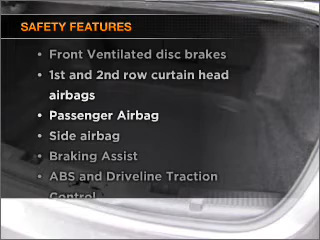 SAFETY FEATURES
• Front Ventilated disc brakes
• 1st and 2nd row curtain head
airbags
• Passenger Airbag
• Side airbag
• Braking Assist
• ABS and Driveline Traction
Control